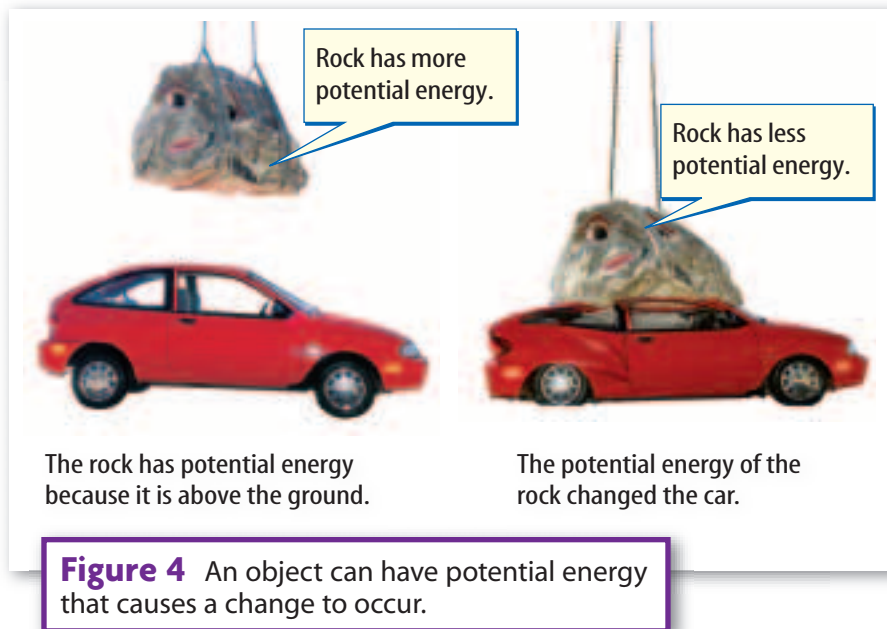 Rock has more
potential energy.
Rock has less
potential energy.
The rock has potential energy
because it is above the ground.
The potential energy of the
rock changed the car.
Figure 4 An object can have potential energy
that causes a change to occur.